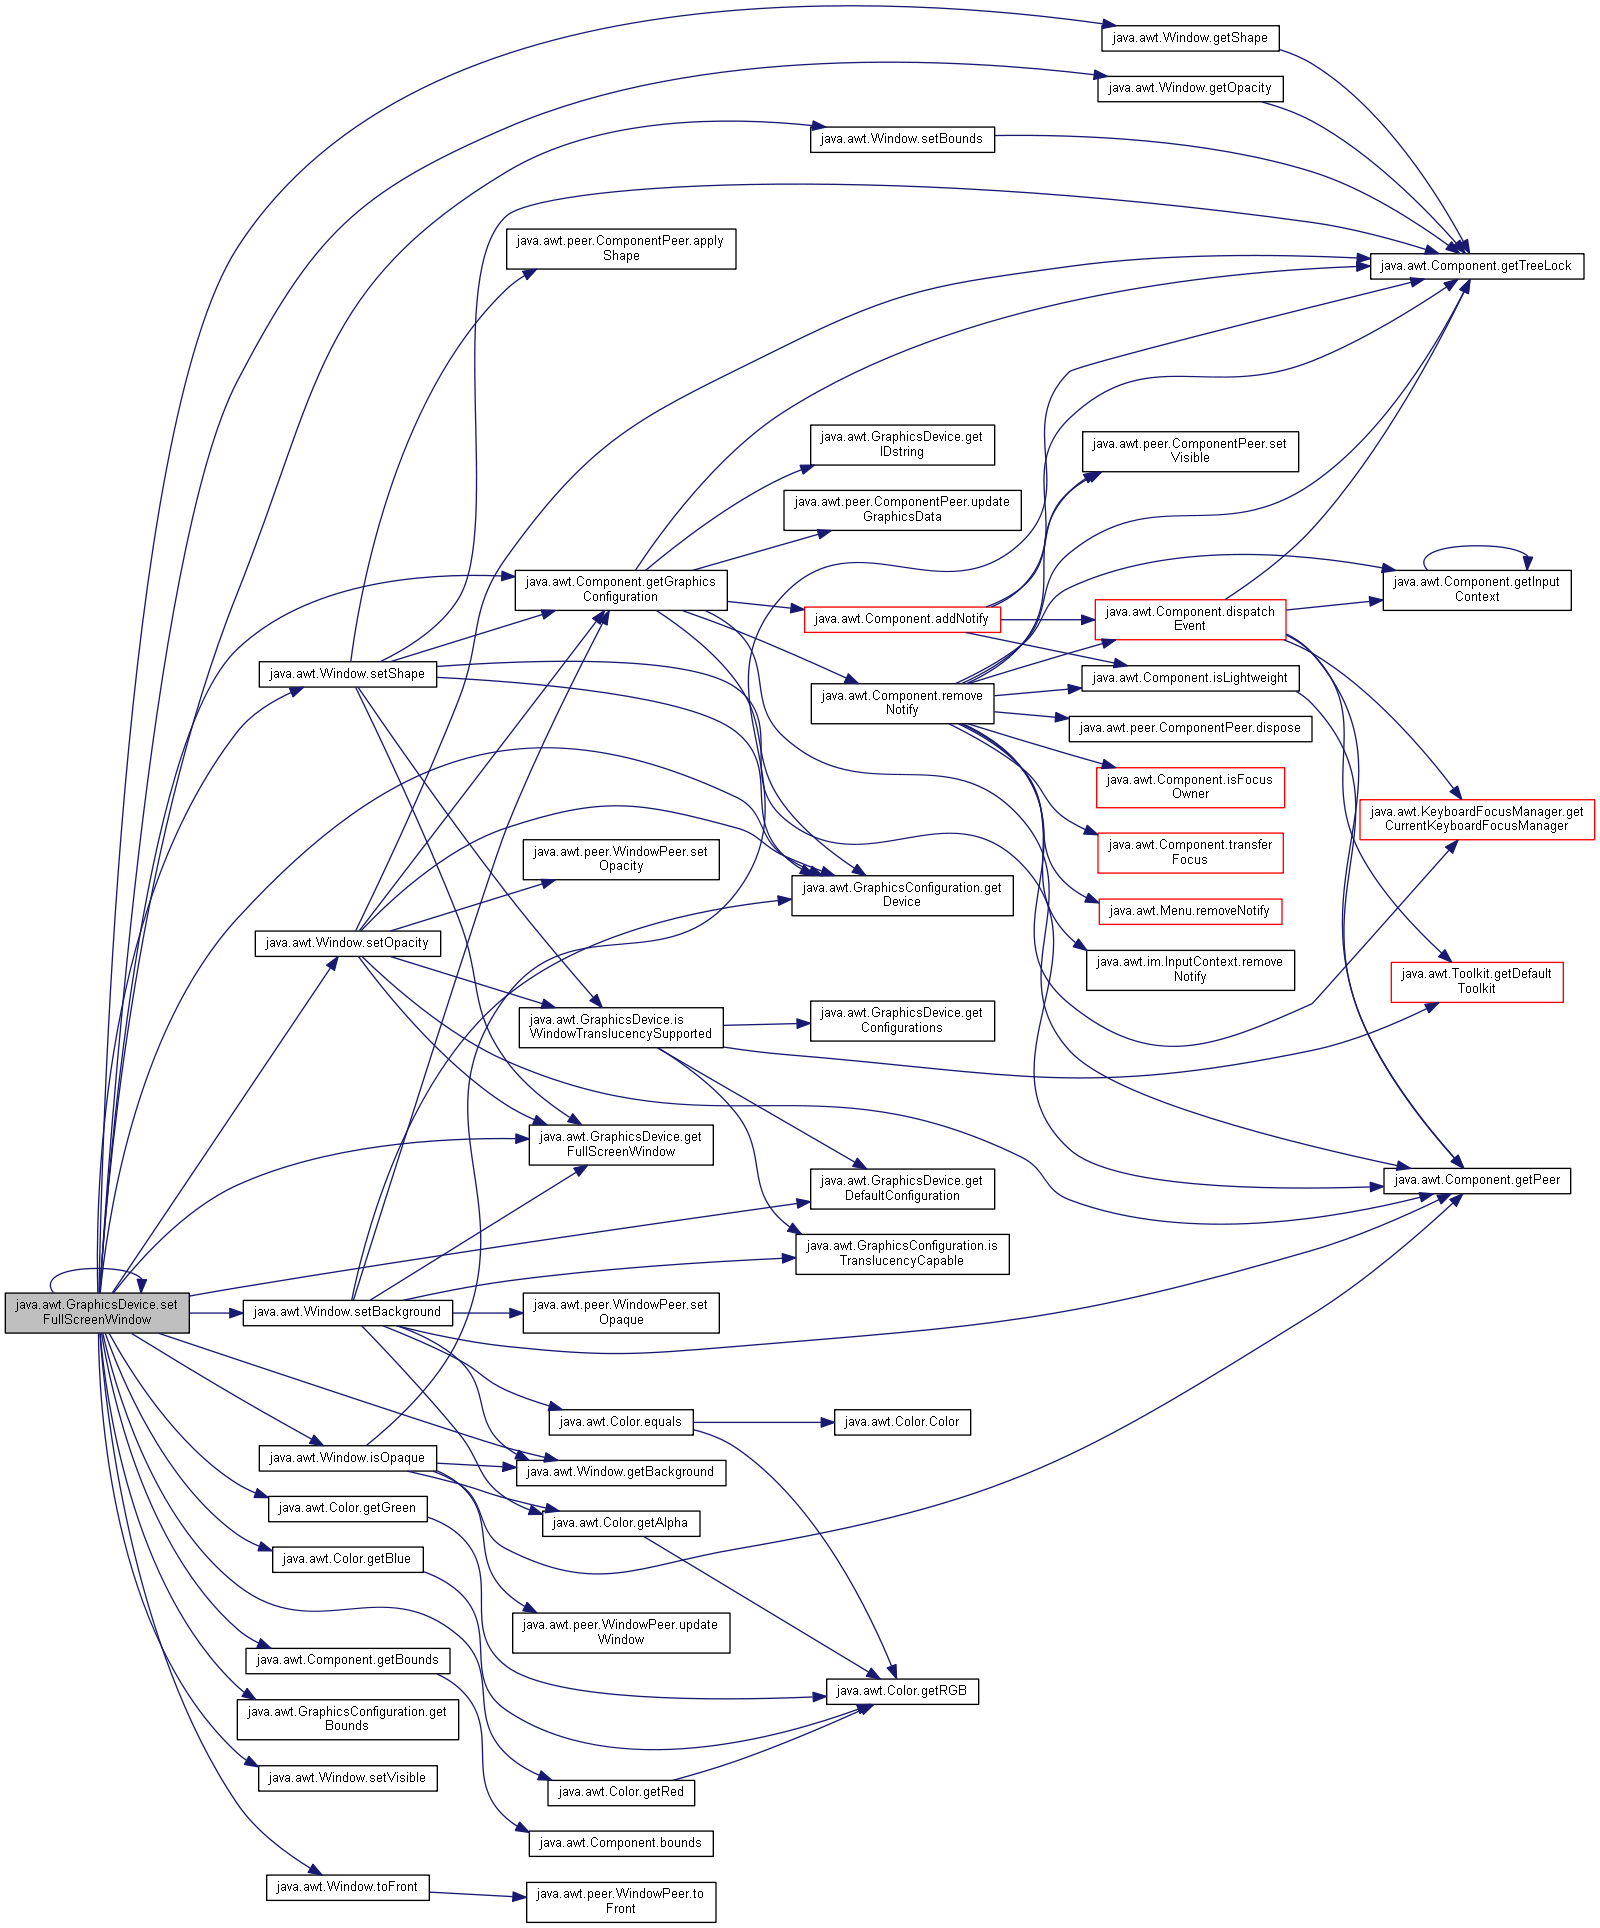 java.awt.Window.getShape
java.awt.Window.getOpacity
java.awt.Window.setBounds
java.awt.peer.ComponentPeer.apply
Shape
java.awt.Component.getTreeLock
java.awt.GraphicsDevice.get
IDstring
java.awt.peer.ComponentPeer.set
Visible
java.awt.peer.ComponentPeer.update
GraphicsData
java.awt.Component.getGraphics
Configuration
java.awt.Component.getInput
Context
java.awt.Component.addNotify
java.awt.Component.dispatch
Event
java.awt.Window.setShape
java.awt.Component.isLightweight
java.awt.Component.remove
Notify
java.awt.peer.ComponentPeer.dispose
java.awt.Component.isFocus
Owner
java.awt.KeyboardFocusManager.get
CurrentKeyboardFocusManager
java.awt.peer.WindowPeer.set
Opacity
java.awt.Component.transfer
Focus
java.awt.GraphicsConfiguration.get
Device
java.awt.Menu.removeNotify
java.awt.Window.setOpacity
java.awt.im.InputContext.remove
Notify
java.awt.Toolkit.getDefault
Toolkit
java.awt.GraphicsDevice.is
WindowTranslucencySupported
java.awt.GraphicsDevice.get
Configurations
java.awt.GraphicsDevice.get
FullScreenWindow
java.awt.GraphicsDevice.get
DefaultConfiguration
java.awt.Component.getPeer
java.awt.GraphicsConfiguration.is
TranslucencyCapable
java.awt.GraphicsDevice.set
FullScreenWindow
java.awt.Window.setBackground
java.awt.peer.WindowPeer.set
Opaque
java.awt.Color.equals
java.awt.Color.Color
java.awt.Window.isOpaque
java.awt.Window.getBackground
java.awt.Color.getGreen
java.awt.Color.getAlpha
java.awt.Color.getBlue
java.awt.peer.WindowPeer.update
Window
java.awt.Component.getBounds
java.awt.Color.getRGB
java.awt.GraphicsConfiguration.get
Bounds
java.awt.Window.setVisible
java.awt.Color.getRed
java.awt.Component.bounds
java.awt.Window.toFront
java.awt.peer.WindowPeer.to
Front